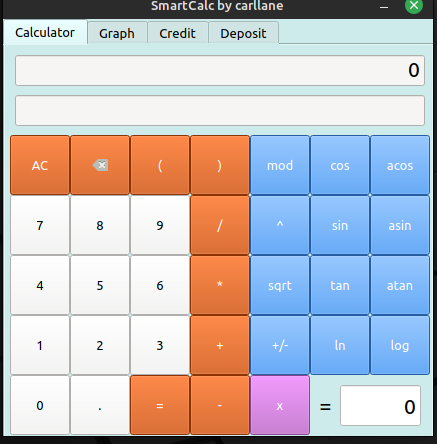 SmartCalc by carllane
Calculator Graph Credit Deposit
0
AC ( ) mod cos acos
7 8 9 / ^ sin asin
4 5 6 * sqrt tan atan
1 2 3 + +/- ln log
0 . = - x = 0